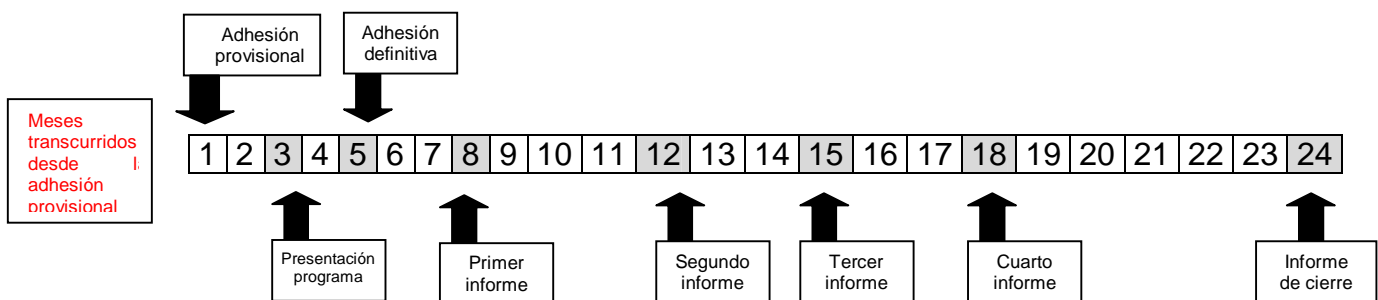 Adhesión
provisional
Adhesión
definitiva
Meses
transcurridos
desde l
adhesión
provisional
1 2 3 4 5 6 7 8 9 10 11 12 13 14 15 16 17 18 19 20 21 22 23 24
Presentación
programa
Primer
informe
Segundo
informe
Tercer
informe
Cuarto
informe
Informe
de cierre